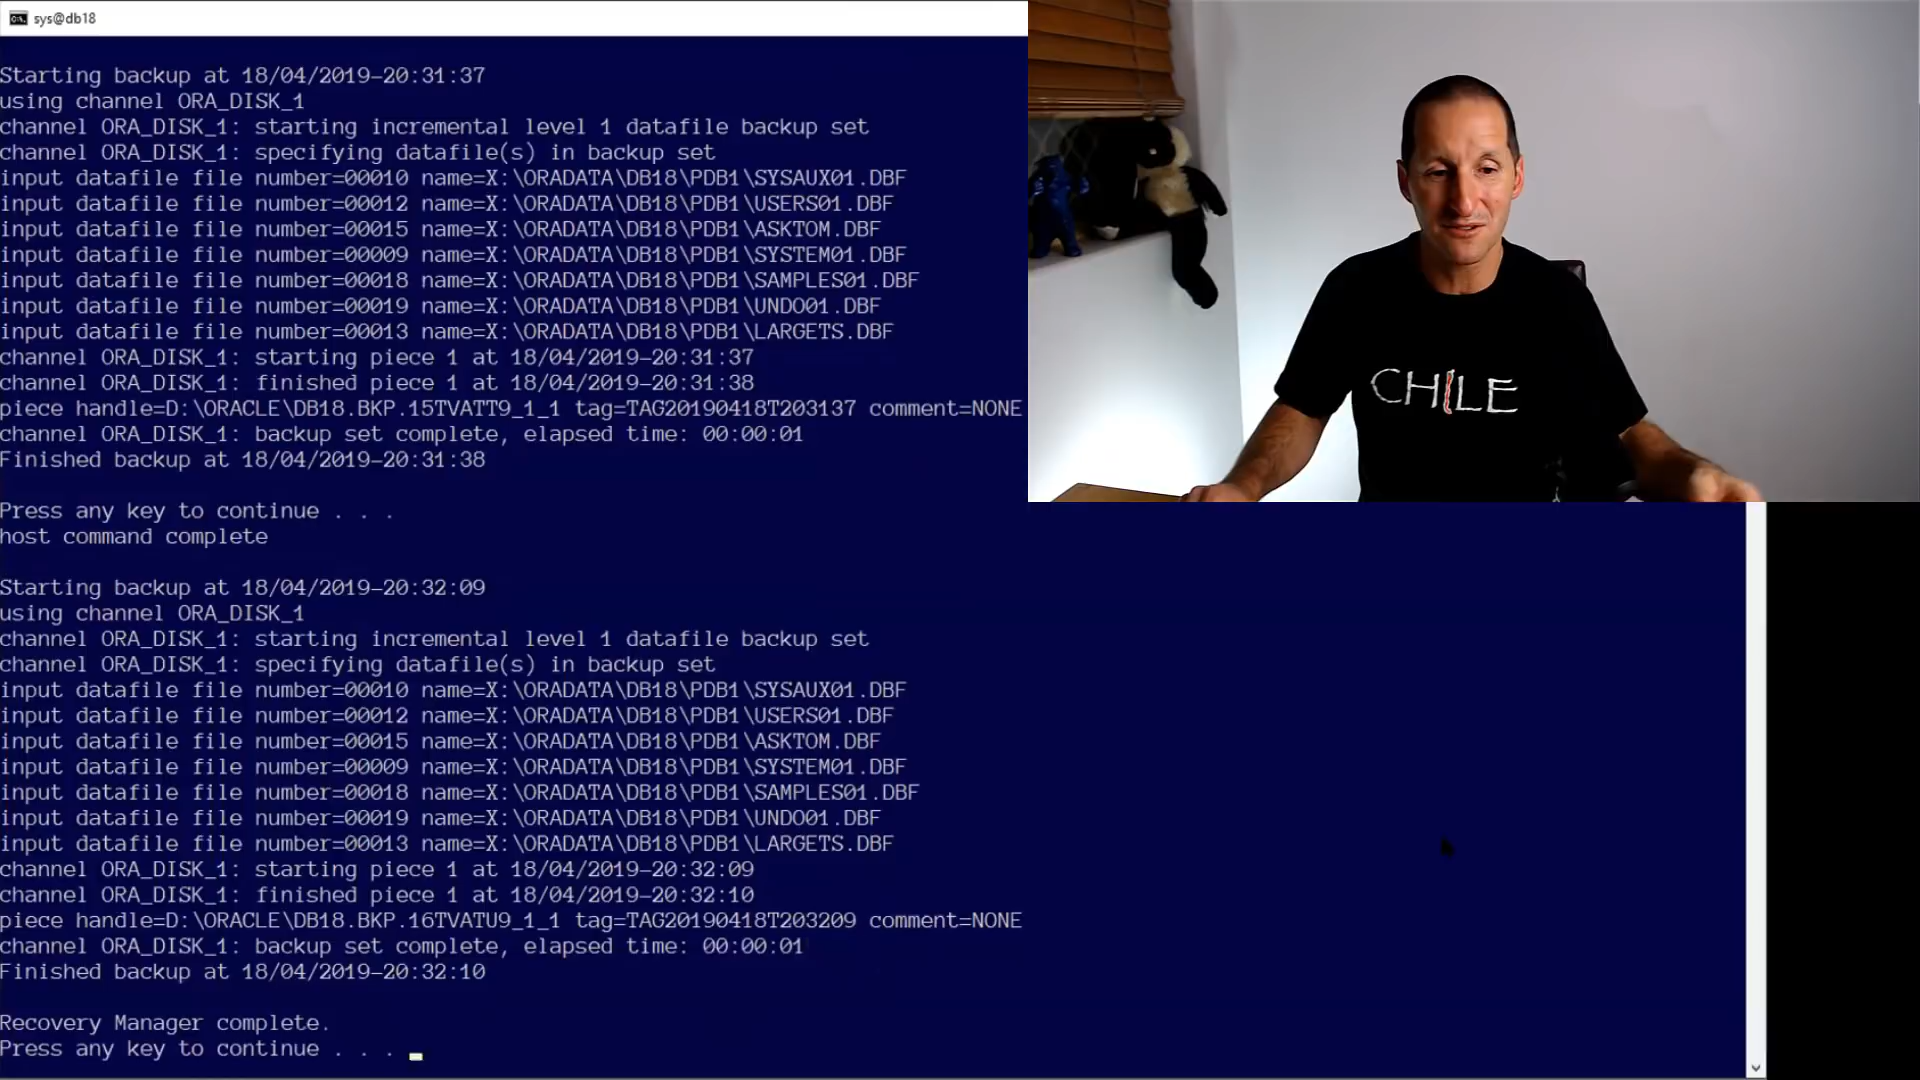 sys@db18
Starting backup at 18/04/2019-20:31:37
using channel ORA_DISK_1
channel ORA_DISK_1: starting incremental level 1 datafile backup set
channel ORA_DISK_1: specifying datafile(s) in backup set
input datafile file number=00010 name=X:\ORADATA\DB18\PDB1\SYSAUX01.DBF
input datafile file number=00012 name=X:\ORADATA\DB18\PDB1\USERS01.DBF
input datafile file number=00015 name=X:\ORADATA\DB18\PDB1\ASKTOM.DBF
input datafile file number=00009 name=X:\ORADATA\DB18\PDB1\SYSTEM01.DBF
input datafile file number=00018 name=X:\ORADATA\DB18\PDB1\SAMPLES01.DBF
input datafile file number=00019 name=X:\ORADATA\DB18\PDB1\UNDO01.DBF
input datafile file number=00013 name=X:\ORADATA\DB18\PDB1\LARGETS.DBF
channel ORA_DISK_1: starting piece 1 at 18/04/2019-20:31:37
channel ORA_DISK_1: finished piece 1 at 18/04/2019-20:31:38
piece handle=D:\ORACLE\DB18.BKP.15TVATT9_1_1 tag=TAG20190418T203137 comment=NONE
channel ORA_DISK_1: backup set complete, elapsed time: 00:00:01
Finished backup at 18/04/2019-20:31:38
Press any key to continue . . .
host command complete
Starting backup at 18/04/2019-20:32:09
using channel ORA_DISK_1
channel ORA_DISK_1: starting incremental level 1 datafile backup set
channel ORA_DISK_1: specifying datafile(s) in backup set
input datafile file number=00010 name=X:\ORADATA\DB18\PDB1\SYSAUX01.DBF
input datafile file number=00012 name=X:\ORADATA\DB18\PDB1\USERS01.DBF
input datafile file number=00015 name=X:\ORADATA\DB18\PDB1\ASKTOM.DBF
input datafile file number=00009 name=X:\ORADATA\DB18\PDB1\SYSTEM01.DBF
input datafile file number=00018 name=X:\ORADATA\DB18\PDB1\SAMPLES01.DBF
input datafile file number=00019 name=X:\ORADATA\DB18\PDB1\UNDO01.DBF
input datafile file number=00013 name=X:\ORADATA\DB18\PDB1\LARGETS.DBF
channel ORA_DISK_1: starting piece 1 at 18/04/2019-20:32:09
channel ORA_DISK_1: finished piece 1 at 18/04/2019-20:32:10
piece handle=D:\ORACLE\DB18.BKP.16TVATU9_1_1 tag=TAG20190418T203209 comment=NONE
channel ORA_DISK_1: backup set complete, elapsed time: 00:00:01
Finished backup at 18/04/2019-20:32:10
Recovery Manager complete.
Press any key to continue . . .
CHILE